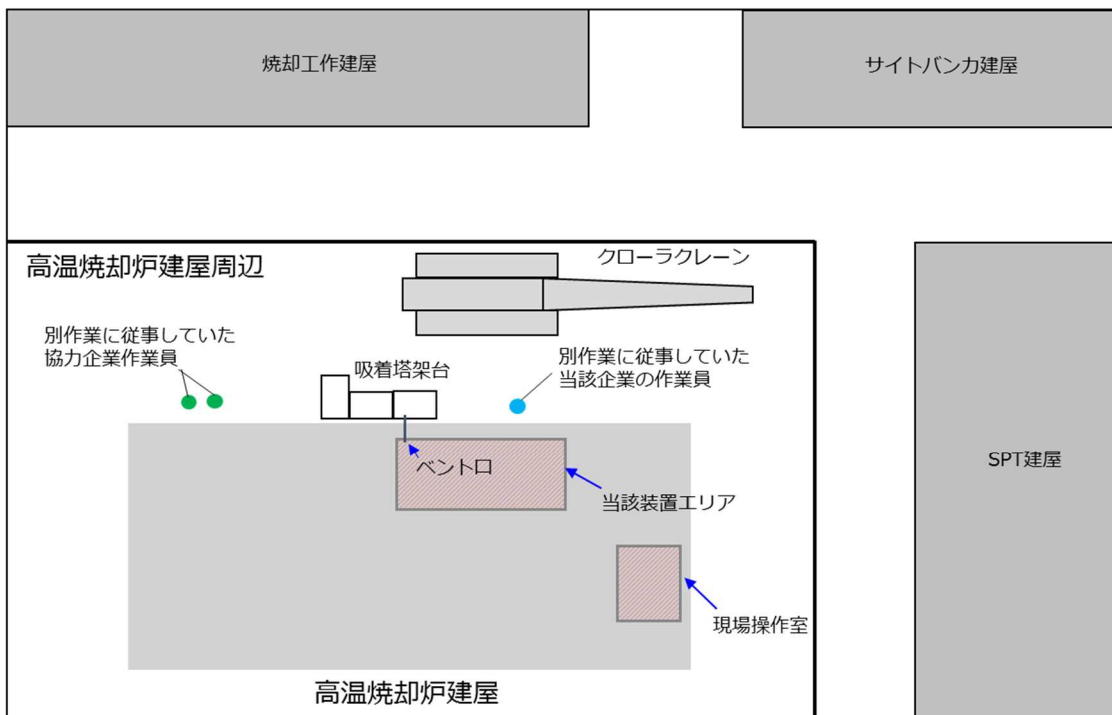 焼却工作建屋
サイトバンカ建屋
高温焼却炉建屋周辺
クローラクレーン
別作業に従事していた
協力企業作業員
吸着塔架台
別作業に従事していた
当該企業の作業員
ベントロ
当該装置エリア
SPT建屋
現場操作室
高温焼却炉建屋